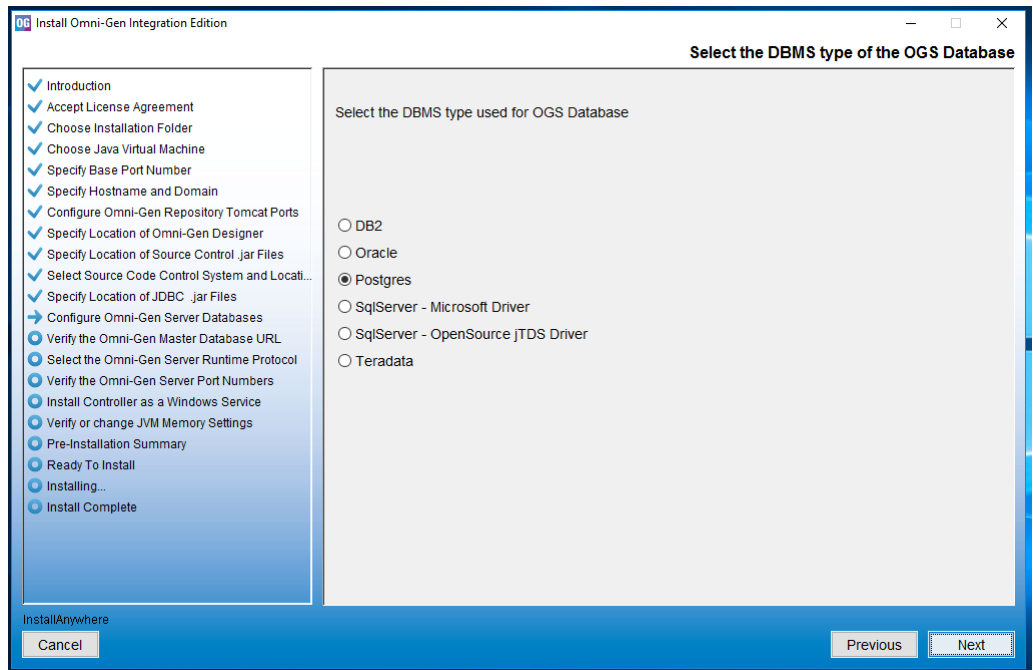 OG Install Omni-Gen Integration Edition
Select the DBMS type of the OGS Database
Introduction
Accept License Agreement
Choose Installation Folder
Choose Java Virtual Machine
Specify Base Port Number
Specify Hostname and Domain
Configure Omni-Gen Repository Tomcat Ports
Specify Location of Omni-Gen Designer
Specify Location of Source Control .jar Files
Select Source Code Control System and Locati...
Specify Location of JDBC .jar Files
Configure Omni-Gen Server Databases
Verify the Omni-Gen Master Database URL
Select the Omni-Gen Server Runtime Protocol
Verify the Omni-Gen Server Port Numbers
Install Controller as a Windows Service
Verify or change JVM Memory Settings
Pre-Installation Summary
Ready To Install
Installing...
Install Complete
Select the DBMS type used for OGS Database
DB2
Oracle
Postgres
SqlServer - Microsoft Driver
SqlServer - OpenSource jTDS Driver
Teradata
InstallAnywhere
Cancel
Previous
Next